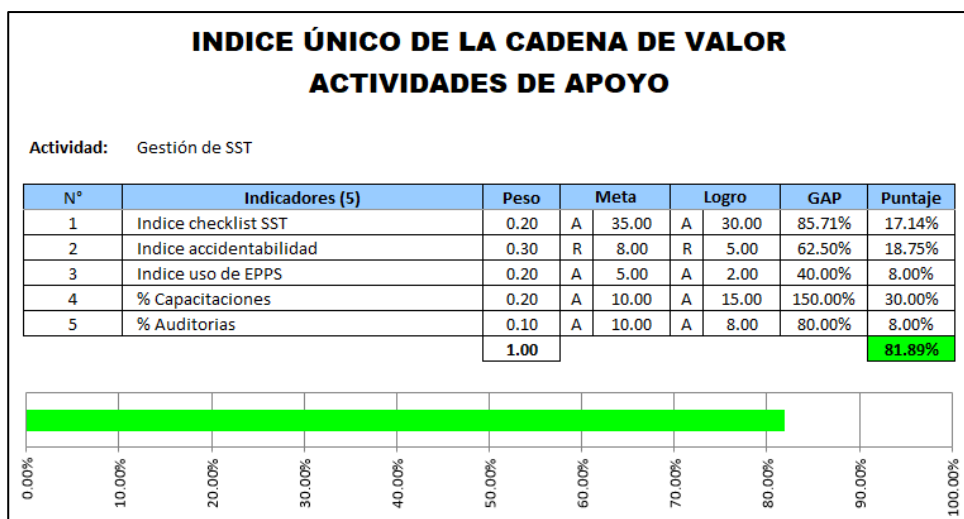 INDICE ÚNICO DE LA CADENA DE VALOR
ACTIVIDADES DE APOYO
Actividad: Gestión de SST
N° Indicadores (5) Peso Meta Logro GAP Puntaje
1 Indice checklist SST 0.20 A 35.00 A 30.00 85.71% 17.14%
2 Indice accidentabilidad 0.30 R 8.00 R 5.00 62.50% 18.75%
3 Indice uso de EPPS 0.20 A 5.00 A 2.00 40.00% 8.00%
4 % Capacitaciones 0.20 A 10.00 A 15.00 150.00% 30.00%
5 % Auditorias 0.10 A 10.00 A 8.00 80.00% 8.00%
1.00 81.89%
0.00% 10.00% 20.00% 30.00% 40.00% 50.00% 60.00% 70.00% 80.00% 90.00% 100.00%